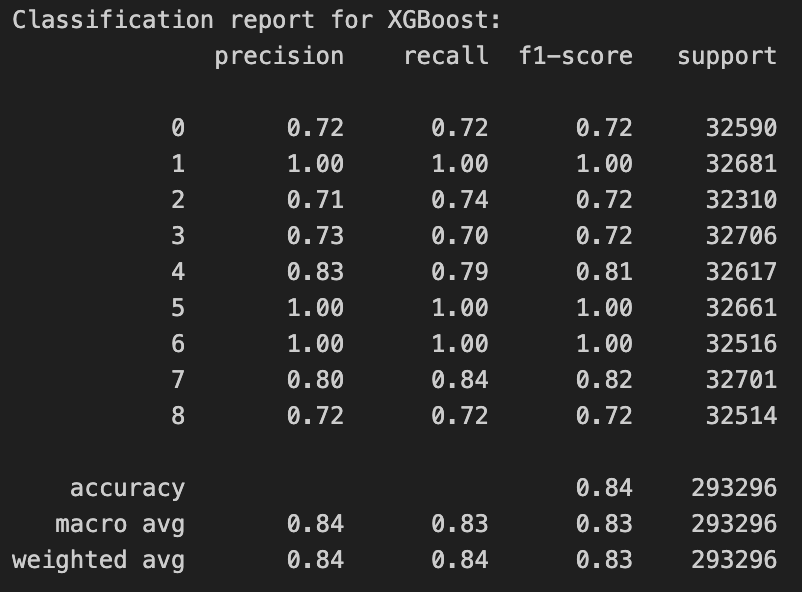 Classification report for XGBoost:
precision recall f1-score support
0 0.72 0.72 0.72 32590
1 1.00 1.00 1.00 32681
2 0.71 0.74 0.72 32310
3 0.73 0.70 0.72 32706
4 0.83 0.79 0.81 32617
5 1.00 1.00 1.00 32661
6 1.00 1.00 1.00 32516
7 0.80 0.84 0.82 32701
8 0.72 0.72 0.72 32514
accuracy 0.84 293296
macro avg 0.84 0.83 0.83 293296
weighted avg 0.84 0.84 0.83 293296